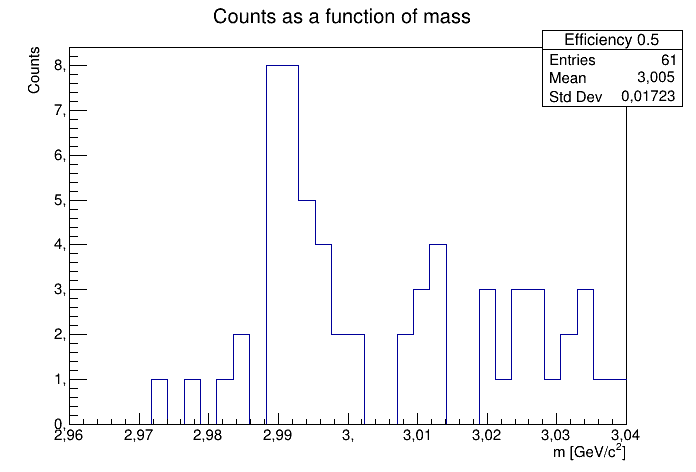 Counts as a function of mass
Efficiency 0.5
Entries 61
Mean 3,005
Std Dev 0,01723
Counts
8,
7,
6,
5,
4,
3,
2,
1,
0,
2,96 2,97 2,98 2,99 3, 3,01 3,02 3,03 3,04
m [GeV/c²]